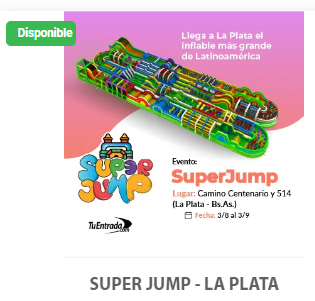 Disponible
Llega a La Plata el
inflable más grande
de Latinoamérica
SUPER
JUMP
Evento:
SuperJump
Lugar: Camino Centenario y 514
(La Plata - Bs.As.)
Fecha: 3/8 al 3/9
TuEntrada.com
SUPER JUMP - LA PLATA